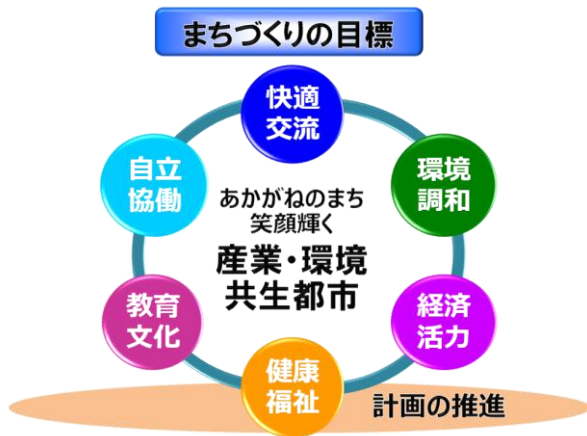 まちづくりの目標
快適
交流
自立
協働
環境
調和
あかがねのまち
笑顔輝く
産業・環境
共生都市
教育
文化
経済
活力
健康
福祉
計画の推進